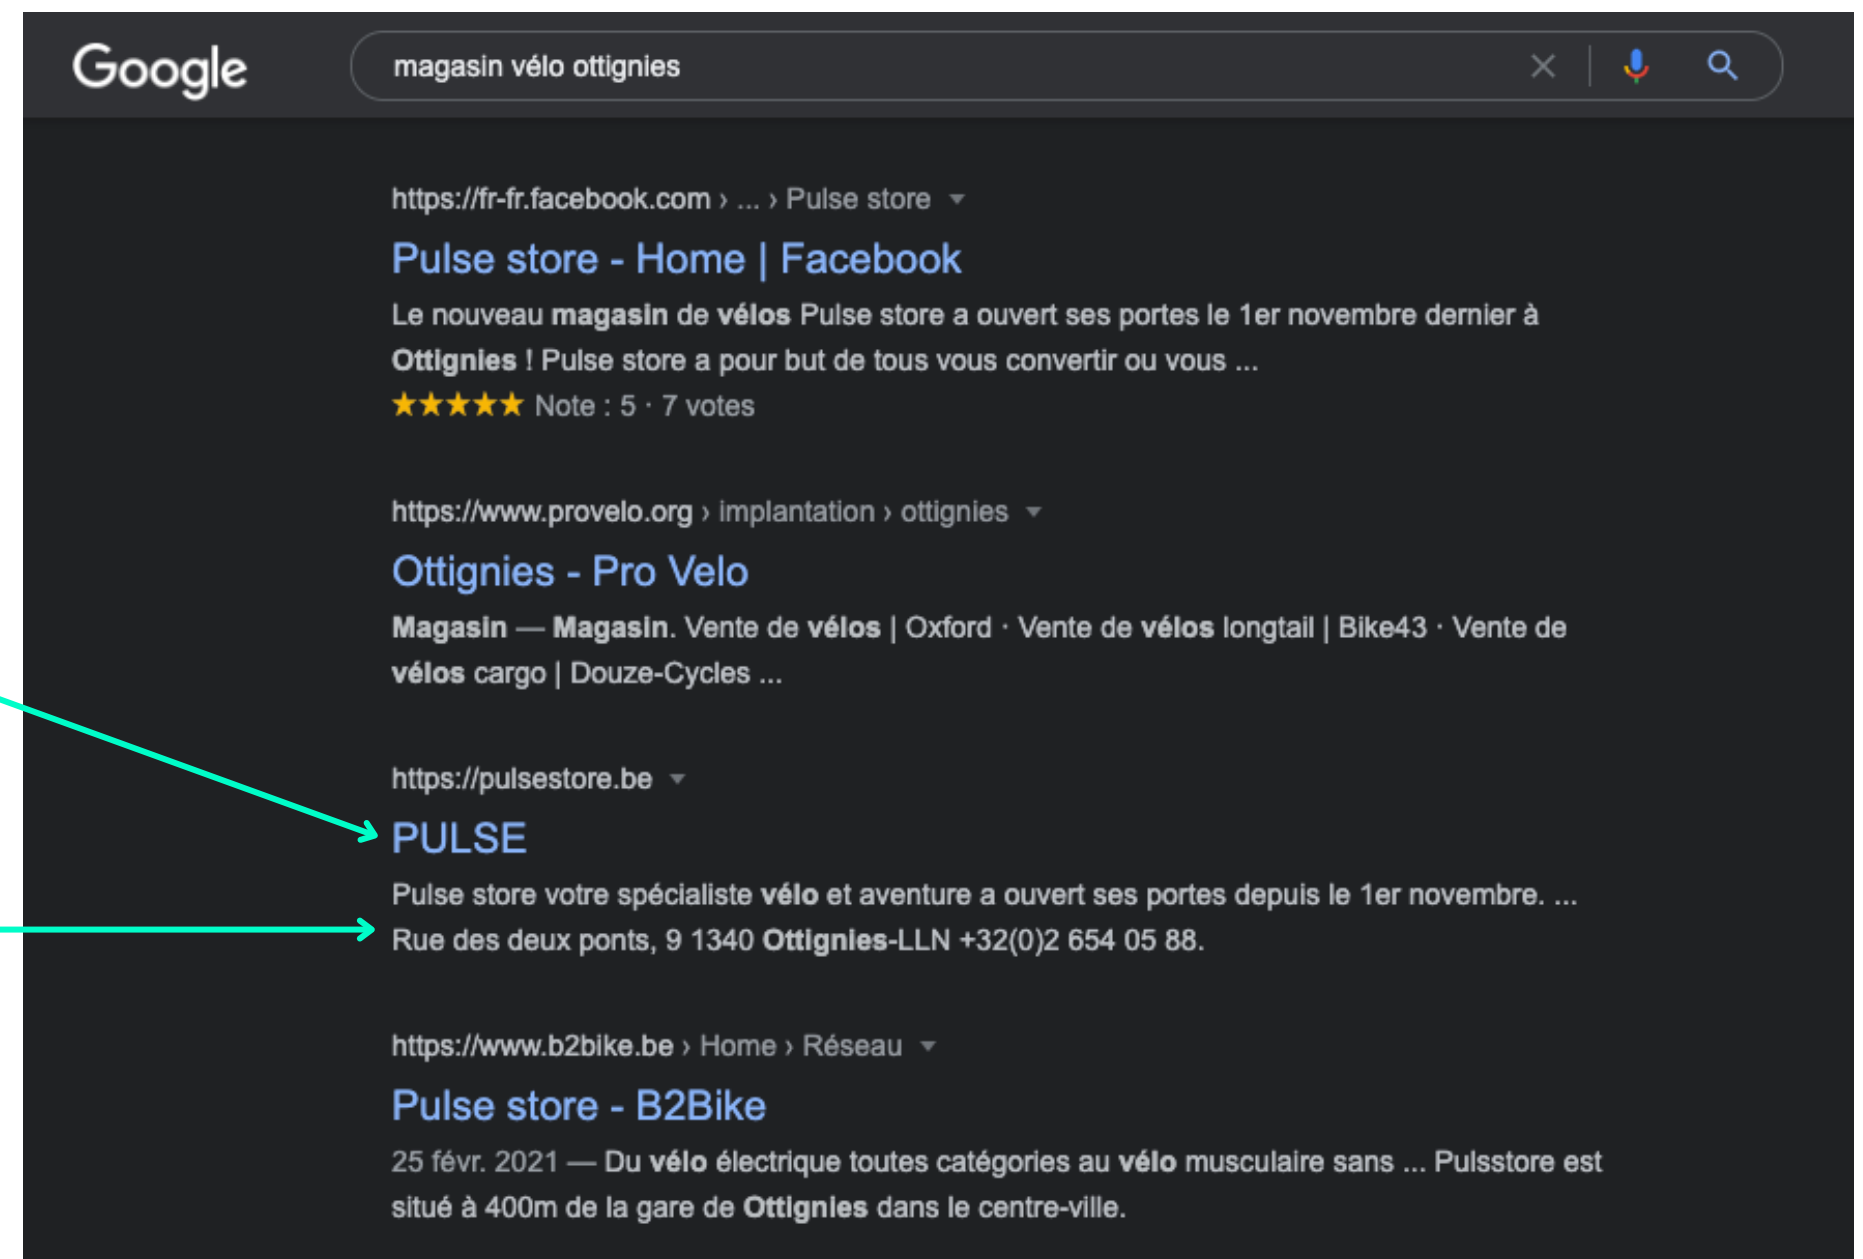 Google
magasin vélo ottignies
https://fr-fr.facebook.com › ... › Pulse store
Pulse store - Home | Facebook
Le nouveau magasin de vélos Pulse store a ouvert ses portes le 1er novembre dernier à
Ottignies ! Pulse store a pour but de tous vous convertir ou vous ...
Note : 5 · 7 votes
https://www.provelo.org › implantation › ottignies
Ottignies - Pro Velo
Magasin — Magasin. Vente de vélos | Oxford · Vente de vélos longtail | Bike43 · Vente de
vélos cargo | Douze-Cycles ...
https://pulsestore.be
PULSE
Pulse store votre spécialiste vélo et aventure a ouvert ses portes depuis le 1er novembre. ...
Rue des deux ponts, 9 1340 Ottignies-LLN +32(0)2 654 05 88.
https://www.b2bike.be › Home › Réseau
Pulse store - B2Bike
25 févr. 2021 — Du vélo électrique toutes catégories au vélo musculaire sans ... Pulsstore est
situé à 400m de la gare de Ottignies dans le centre-ville.